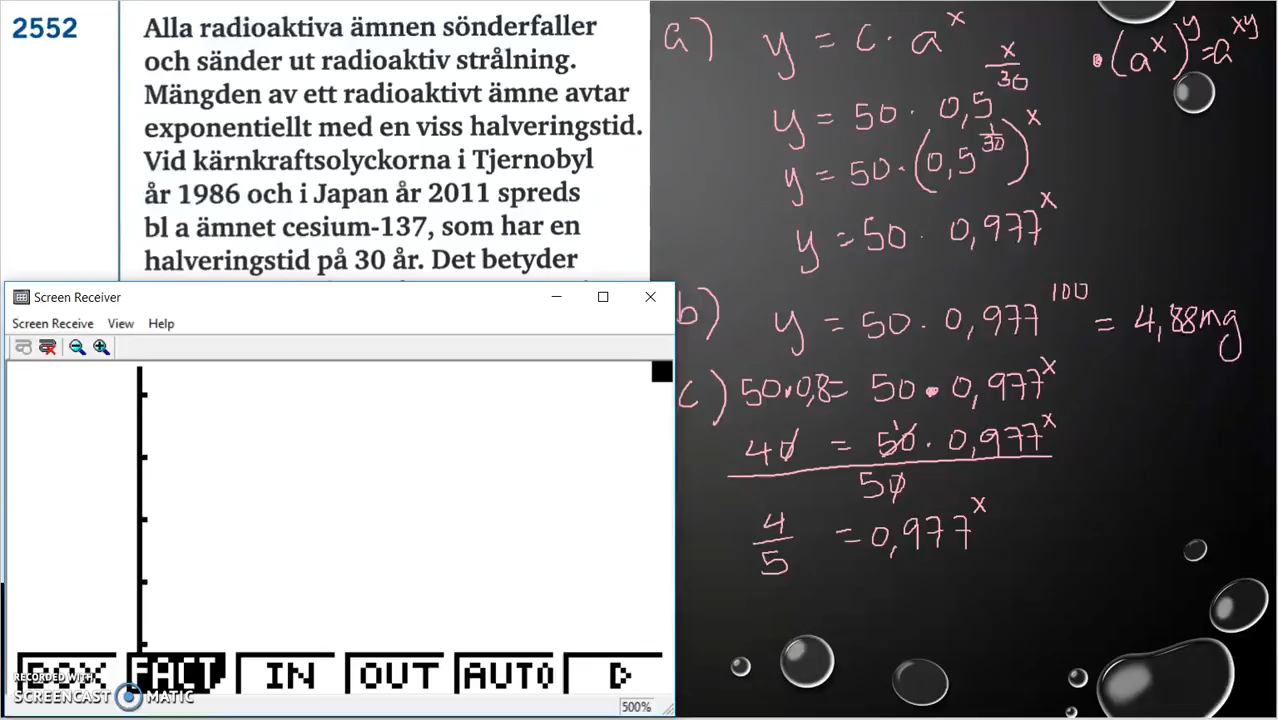 2552
Alla radioaktiva ämnen sönderfaller
och sänder ut radioaktiv strålning.
Mängden av ett radioaktivt ämne avtar
exponentiellt med en viss halveringstid.
Vid kärnkraftsolyckorna i Tjernobyl
år 1986 och i Japan år 2011 spreds
bl a ämnet cesium-137, som har en
halveringstid på 30 år. Det betyder
Screen Receiver
Screen Receive View Help
FACT IN OUT AUTO
RECORDED WITH
SCREENCAST MATIC
500%
a) y = C · a^x
· (a^x)^y = a^xy
y = 50 · 0,5^(x/30)
y = 50 · (0,5^(1/30))^x
y = 50 · 0,977^x
b) y = 50 · 0,977^100 = 4,88mg
c) 50·0,8 = 50 · 0,977^x
40 = 50 · 0,977^x
50
4/5 = 0,977^x